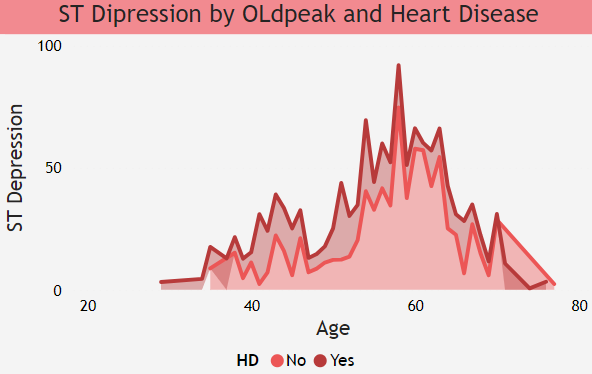 ST Dipression by OLdpeak and Heart Disease
100
50
0
ST Depression
20 40 60 80
Age
HD No Yes